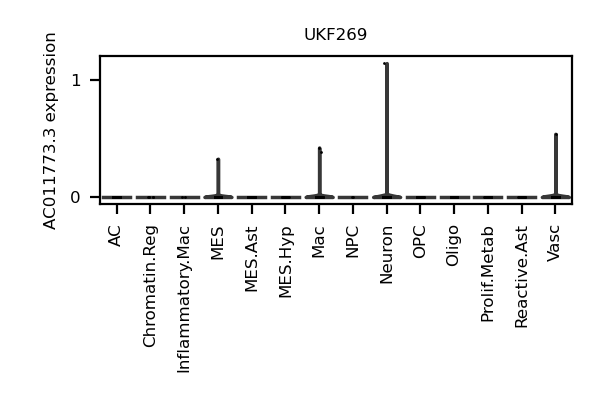 UKF269
AC011773.3 expression
1
0
AC
Chromatin.Reg
Inflammatory.Mac
MES
MES.Ast
MES.Hyp
Mac
NPC
Neuron
OPC
Oligo
Prolif.Metab
Reactive.Ast
Vasc